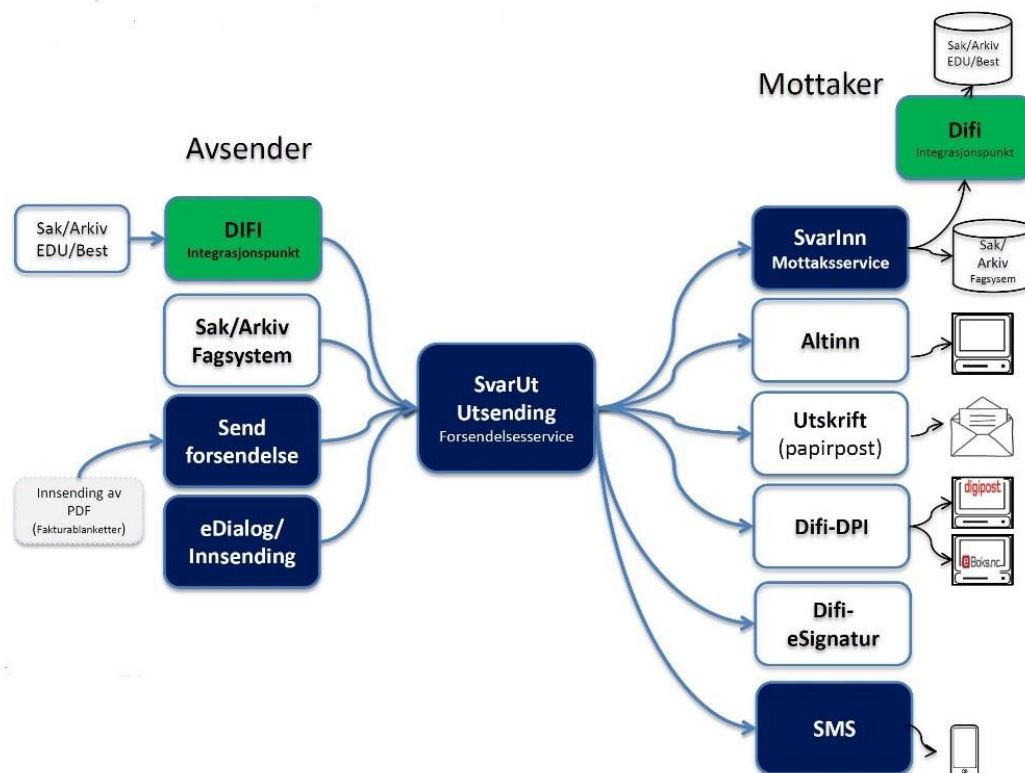 Sak/Arkiv
EDU/Best
Mottaker
Difi
Integrasjonspunkt
Avsender
Sak/Arkiv
EDU/Best
DIFI
Integrasjonspunkt
SvarInn
Mottaksservice
Sak/
Arkiv
Fagsysem
Sak/Arkiv
Fagsystem
Altinn
SvarUt
Utsending
Forsendelsesservice
Send
forsendelse
Utskrift
(papirpost)
Innsending av
PDF
(Fakturablanketter)
eDialog/
Innsending
Difi-DPI
digipost
eBoks.nc
Difi-
eSignatur
SMS